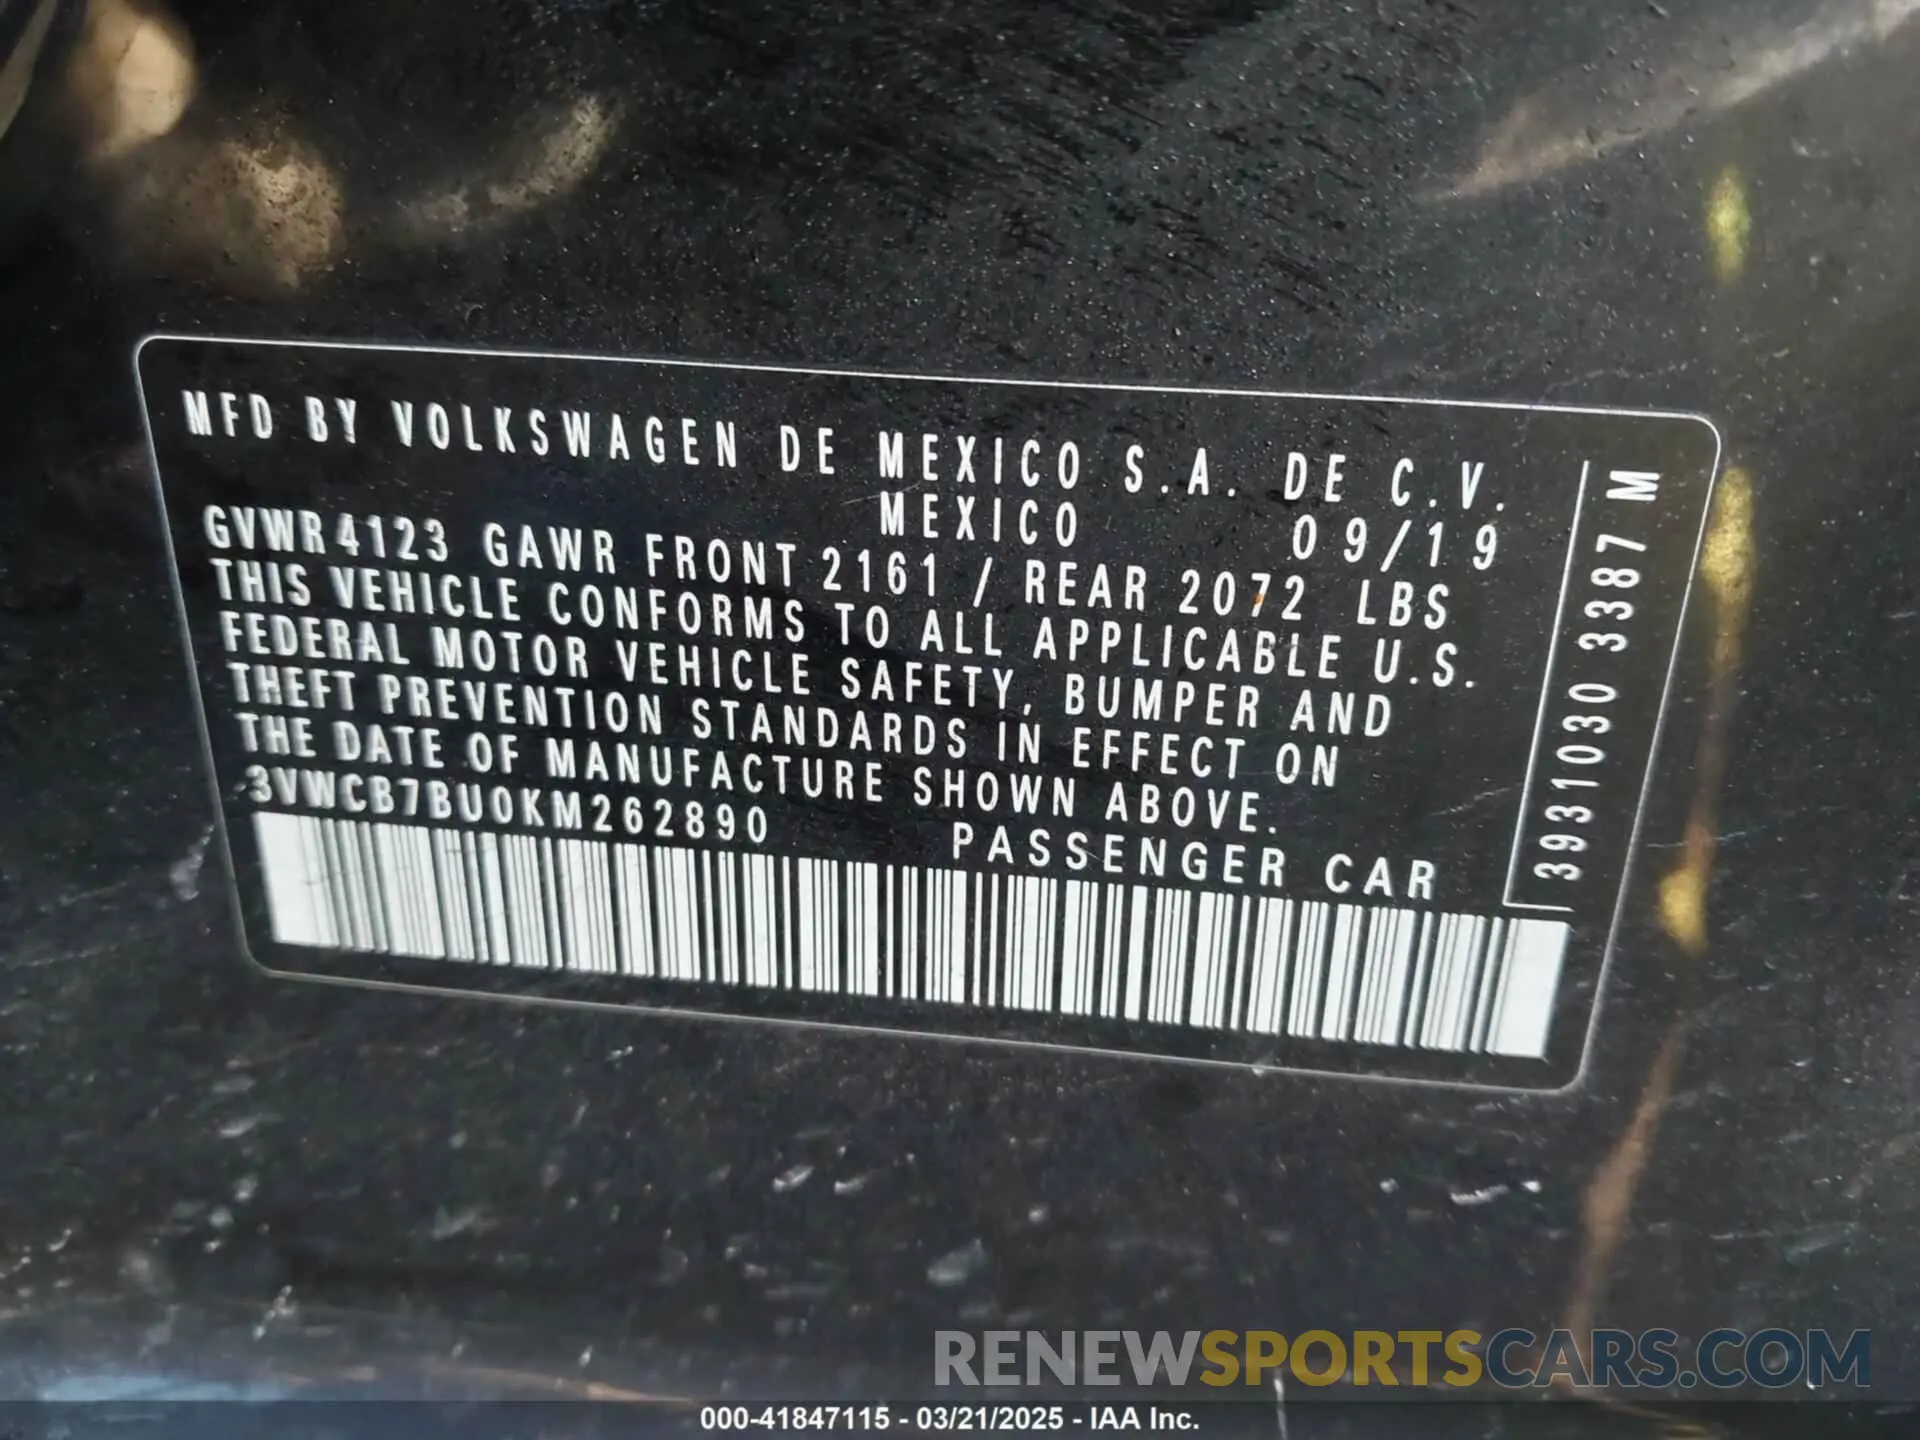 MFD BY VOLKSWAGEN DE MEXICO S.A. DE C.V.
MEXICO 09/19
GVWR 4123 GAWR FRONT 2161 / REAR 2072 LBS
THIS VEHICLE CONFORMS TO ALL APPLICABLE U.S.
FEDERAL MOTOR VEHICLE SAFETY, BUMPER AND
THEFT PREVENTION STANDARDS IN EFFECT ON
THE DATE OF MANUFACTURE SHOWN ABOVE.
3VWCB7BU0KM262890 PASSENGER CAR
3931030 3387 M
RENEWSPORTSCARS.COM
000-41847115 - 03/21/2025 - IAA Inc.